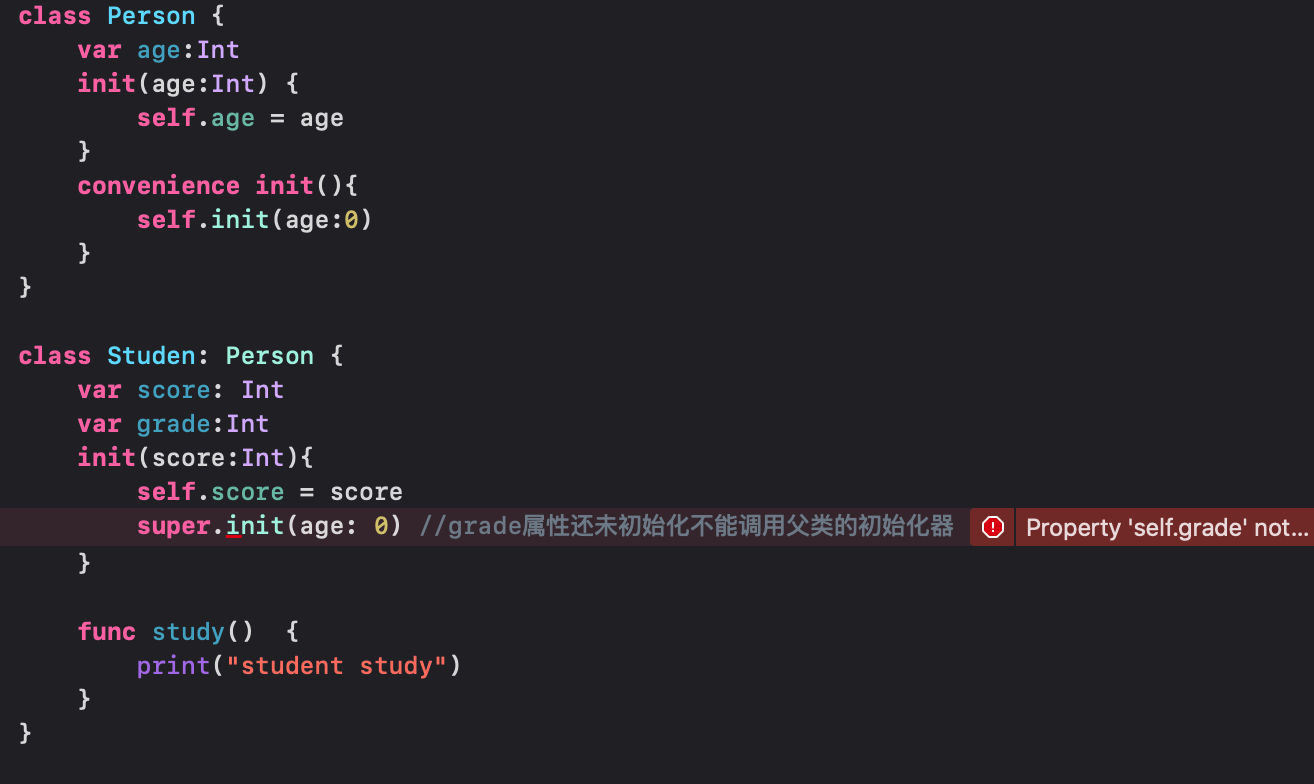 class Person {
    var age:Int
    init(age:Int) {
        self.age = age
    }
    convenience init(){
        self.init(age:0)
    }
}

class Studen: Person {
    var score: Int
    var grade:Int
    init(score:Int){
        self.score = score
        super.init(age: 0) //grade属性还未初始化不能调用父类的初始化器 Property 'self.grade' not...
    }

    func study()  {
        print("student study")
    }
}